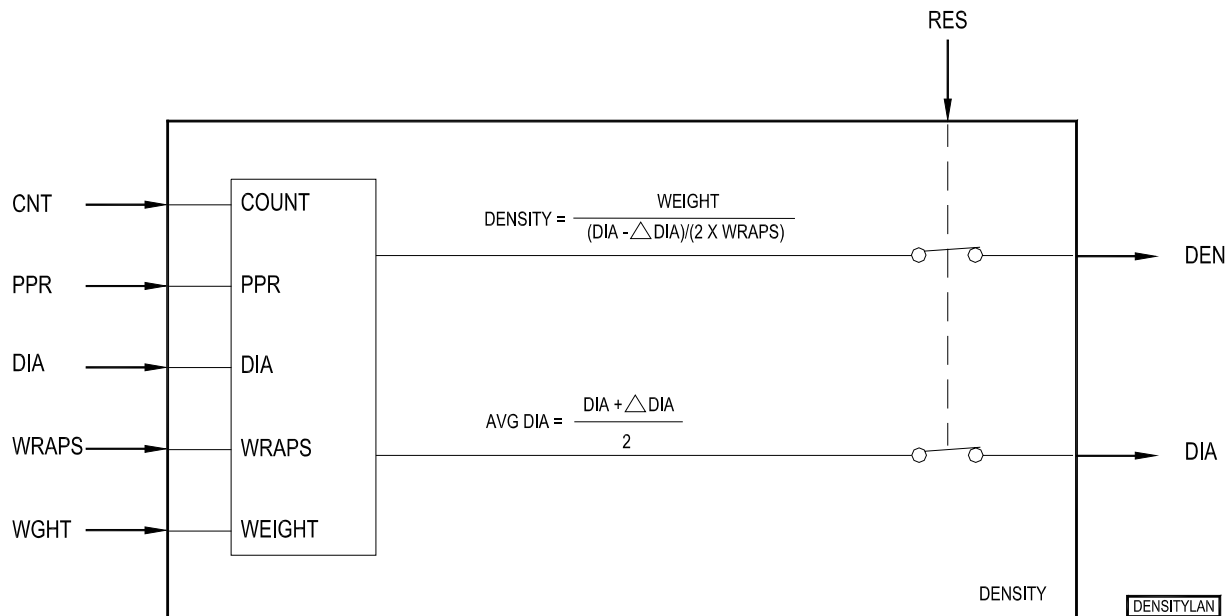 RES
CNT
COUNT
DENSITY = WEIGHT
(DIA - △ DIA)/(2 X WRAPS)
DEN
PPR
PPR
DIA
DIA
AVG DIA = DIA + △ DIA
2
WRAPS
WRAPS
DIA
WGHT
WEIGHT
DENSITY
DENSITYLAN